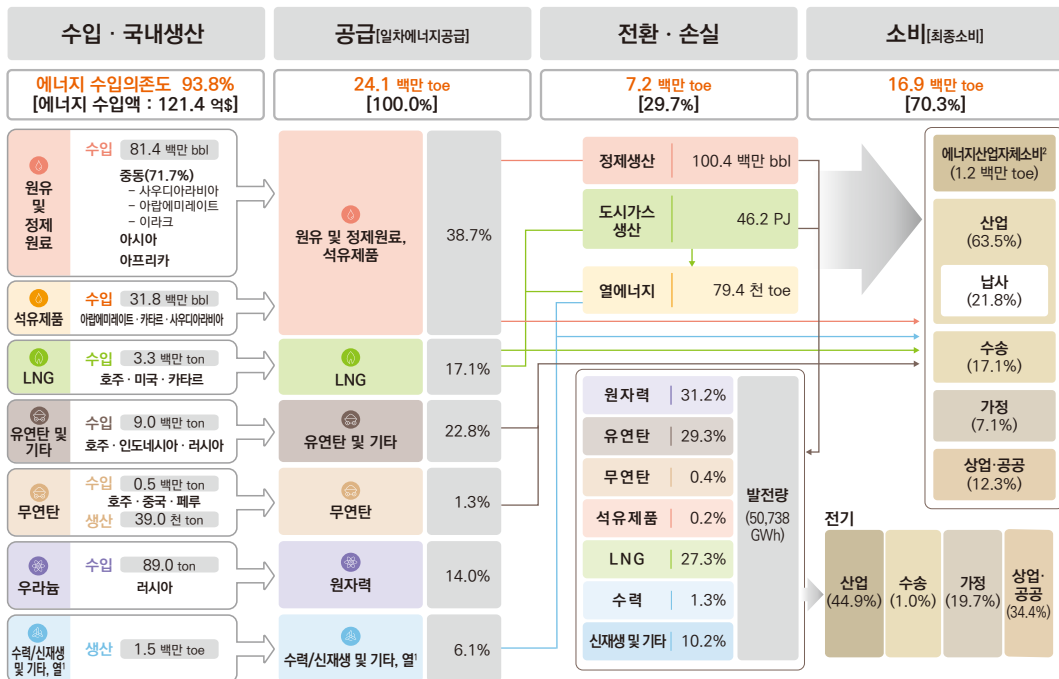 수입 · 국내생산
공급[일차에너지공급]
전환 · 손실
소비[최종소비]
에너지 수입의존도 93.8%
[에너지 수입액 : 121.4 억$]
24.1 백만 toe
[100.0%]
7.2 백만 toe
[29.7%]
16.9 백만 toe
[70.3%]
원유
및
정제
원료
수입 81.4 백만 bbl
중동(71.7%)
– 사우디아라비아
– 아랍에미레이트
– 이라크
아시아
아프리카
석유제품
수입 31.8 백만 bbl
아랍에미레이트 · 카타르 · 사우디아라비아
LNG
수입 3.3 백만 ton
호주 · 미국 · 카타르
유연탄 및
기타
수입 9.0 백만 ton
호주 · 인도네시아 · 러시아
무연탄
수입 0.5 백만 ton
호주 · 중국 · 페루
생산 39.0 천 ton
우라늄
수입 89.0 ton
러시아
수력/신재생
및 기타, 열¹
생산 1.5 백만 toe
원유 및 정제원료,
석유제품
38.7%
LNG
17.1%
유연탄 및 기타
22.8%
무연탄
1.3%
원자력
14.0%
수력/신재생 및 기타, 열¹
6.1%
정제생산 100.4 백만 bbl
도시가스
생산
46.2 PJ
열에너지 79.4 천 toe
원자력 31.2%
유연탄 29.3%
무연탄 0.4%
석유제품 0.2%
LNG 27.3%
수력 1.3%
신재생 및 기타 10.2%
발전량
(50,738
GWh)
에너지산업자체소비²
(1.2 백만 toe)
산업
(63.5%)
납사
(21.8%)
수송
(17.1%)
가정
(7.1%)
상업·공공
(12.3%)
전기
산업
(44.9%)
수송
(1.0%)
가정
(19.7%)
상업·
공공
(34.4%)